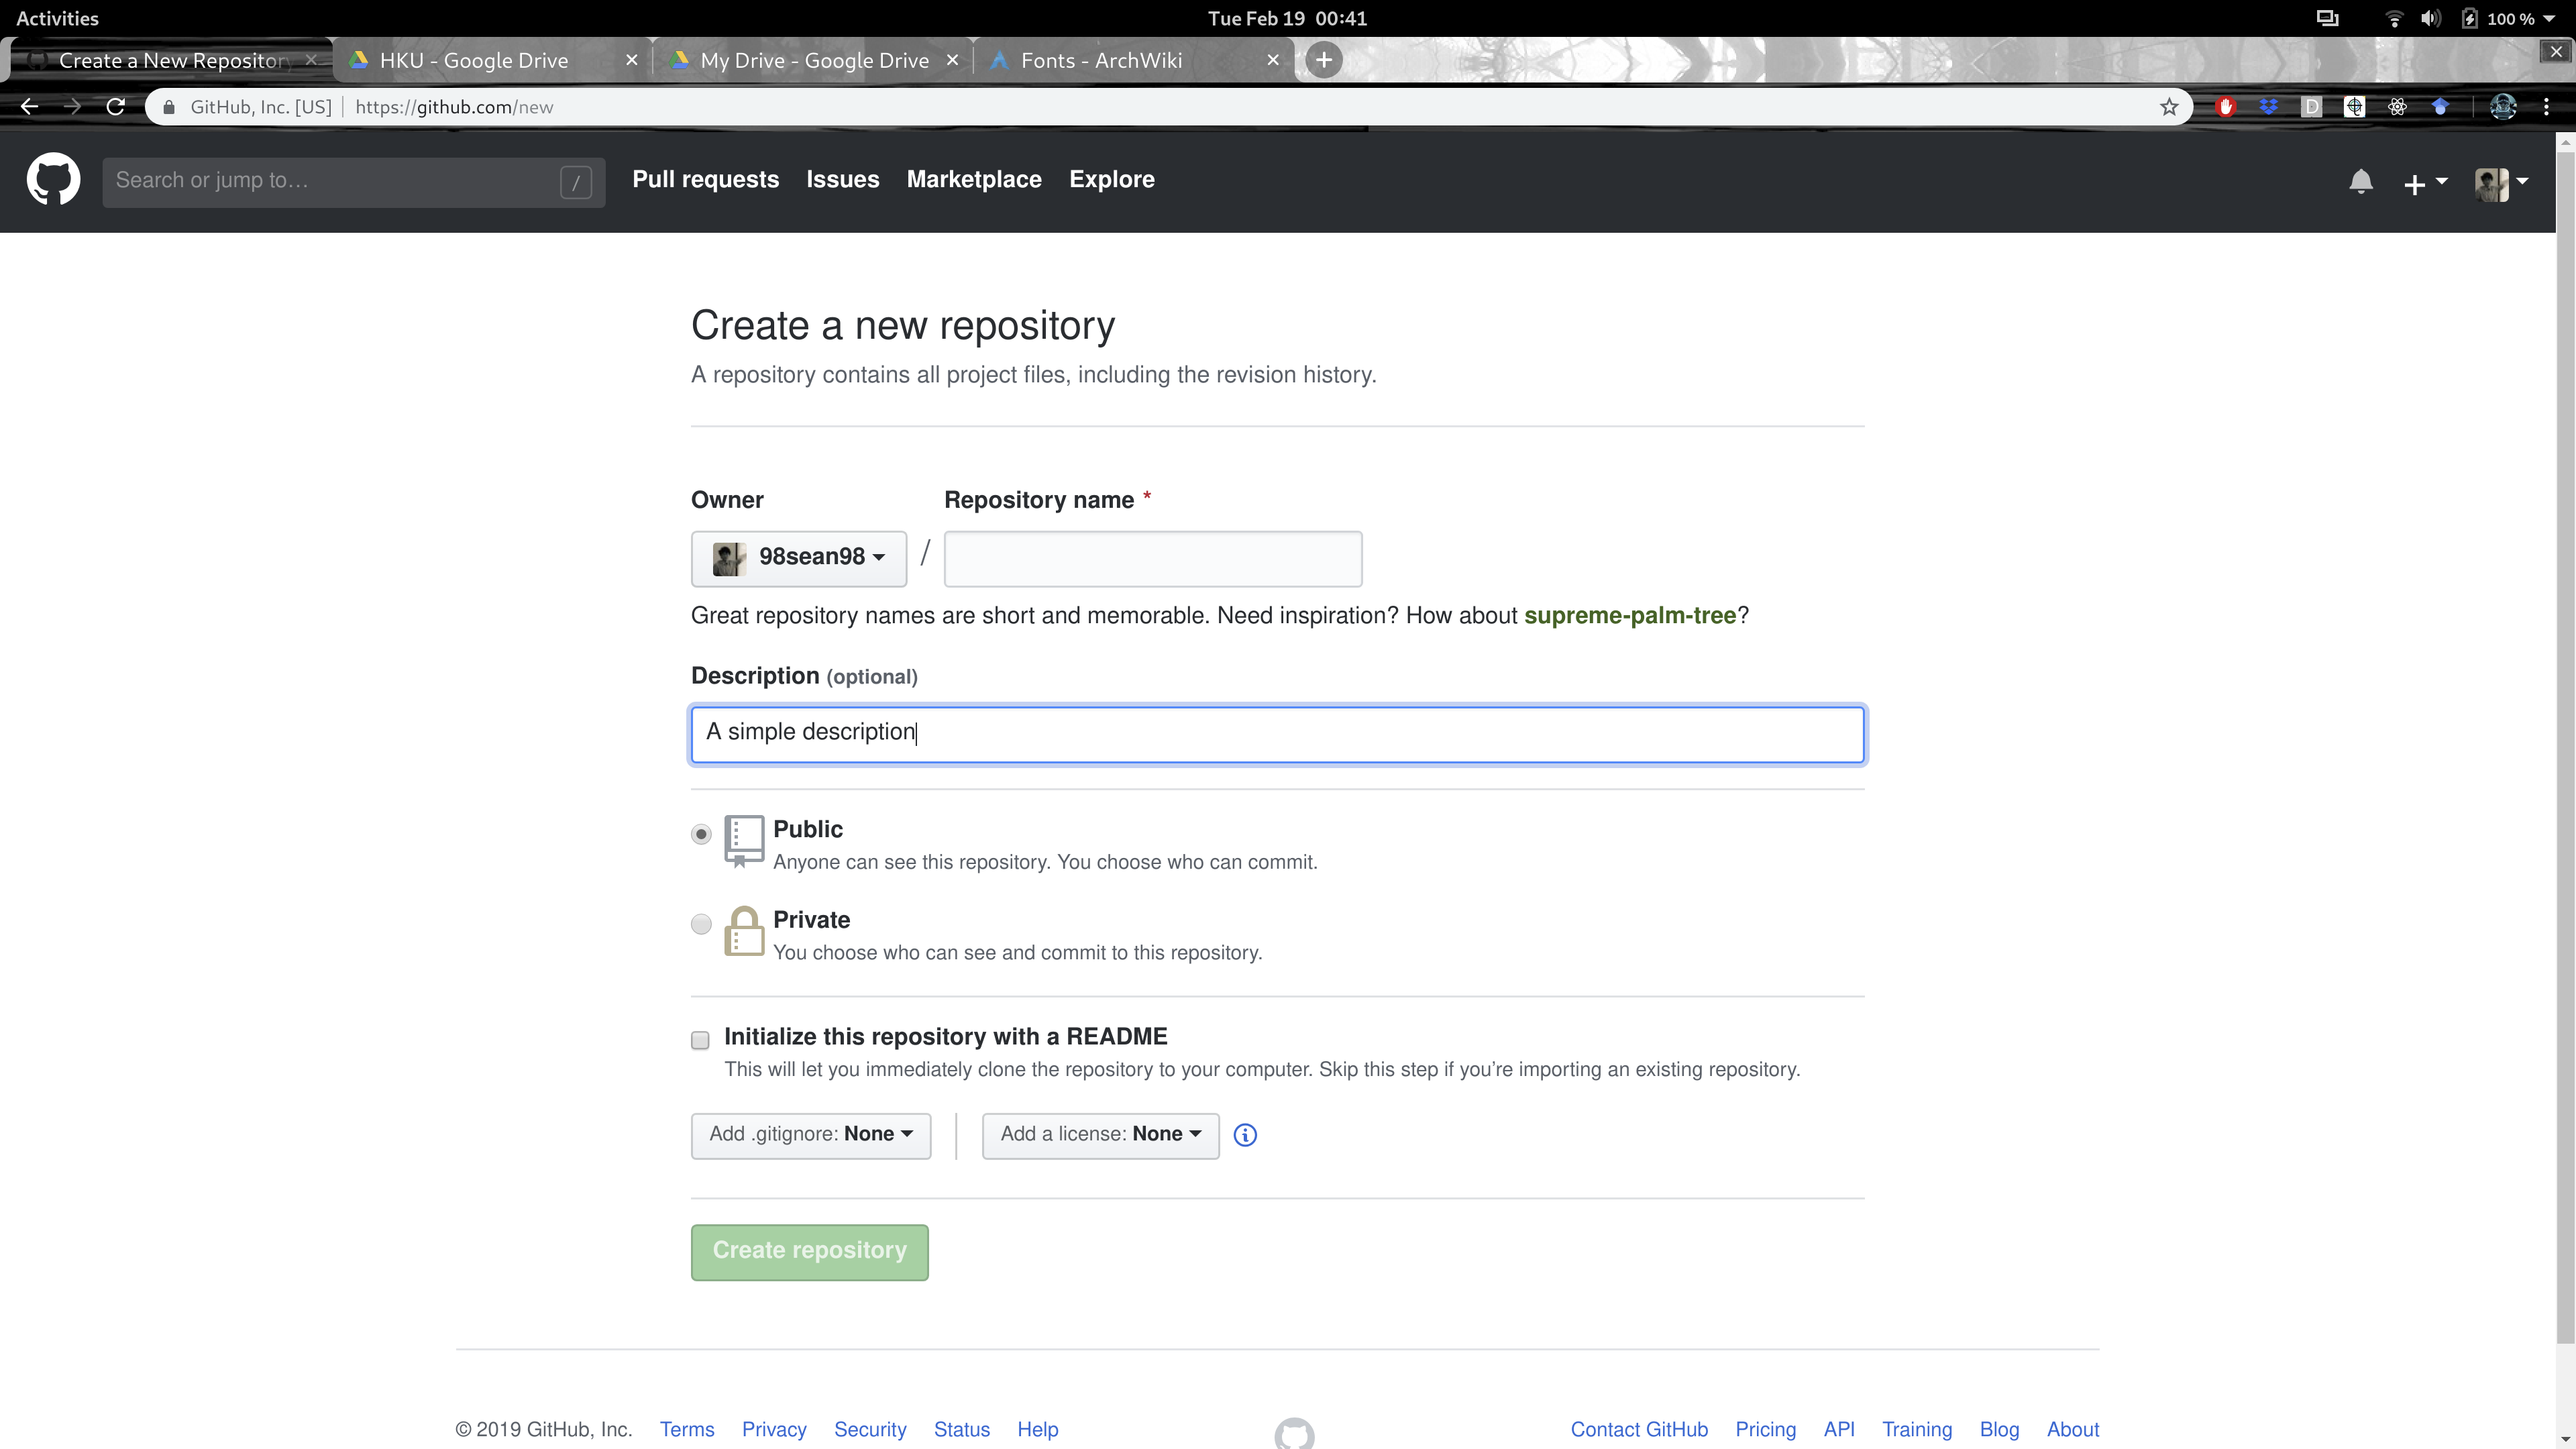 Activities
Tue Feb 19 00:41
100 %
Create a New Repository
HKU - Google Drive
My Drive - Google Drive
Fonts - ArchWiki
GitHub, Inc. [US]
https://github.com/new
Search or jump to…
/
Pull requests
Issues
Marketplace
Explore
Create a new repository
A repository contains all project files, including the revision history.
Owner
Repository name *
98sean98
/
Great repository names are short and memorable. Need inspiration? How about supreme-palm-tree?
Description (optional)
A simple description
Public
Anyone can see this repository. You choose who can commit.
Private
You choose who can see and commit to this repository.
Initialize this repository with a README
This will let you immediately clone the repository to your computer. Skip this step if you’re importing an existing repository.
Add .gitignore: None
Add a license: None
Create repository
© 2019 GitHub, Inc.
Terms
Privacy
Security
Status
Help
Contact GitHub
Pricing
API
Training
Blog
About